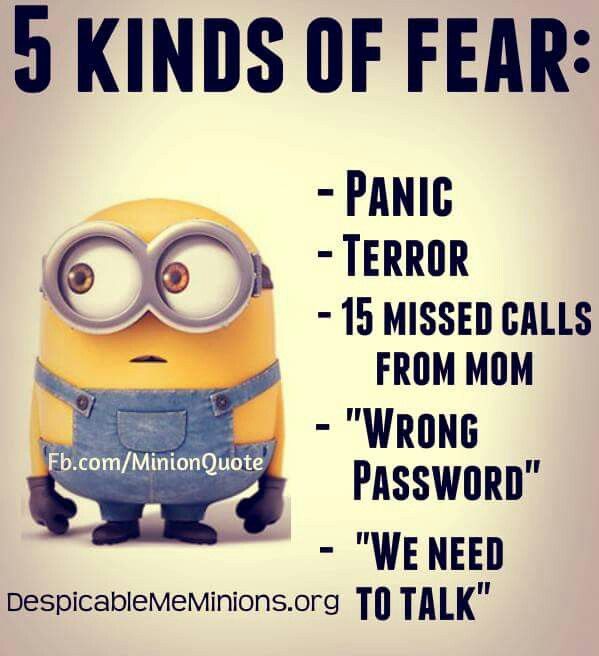 5 KINDS OF FEAR:
- PANIC
- TERROR
- 15 MISSED CALLS
FROM MOM
- "WRONG
PASSWORD"
- "WE NEED
TO TALK"
Fb.com/MinionQuote
DespicableMeMinions.org